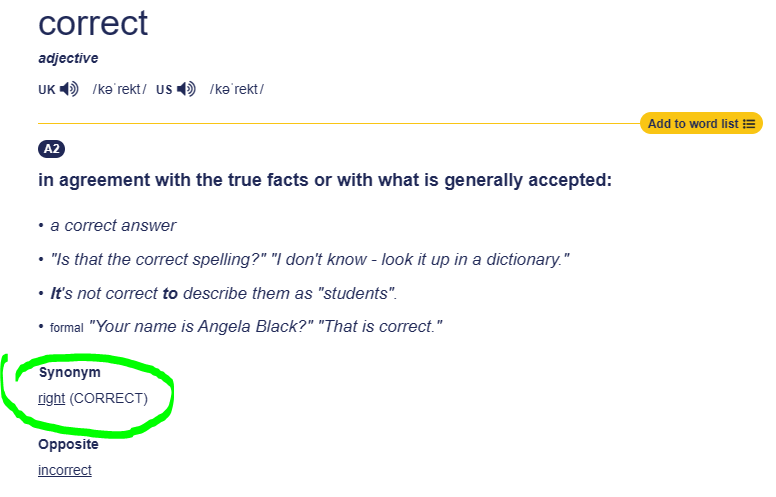 correct
adjective
UK /kəˈrekt/ US /kəˈrekt/
Add to word list
A2
in agreement with the true facts or with what is generally accepted:
• a correct answer
• "Is that the correct spelling?" "I don't know - look it up in a dictionary."
• It's not correct to describe them as "students".
• formal "Your name is Angela Black?" "That is correct."
Synonym
right (CORRECT)
Opposite
incorrect